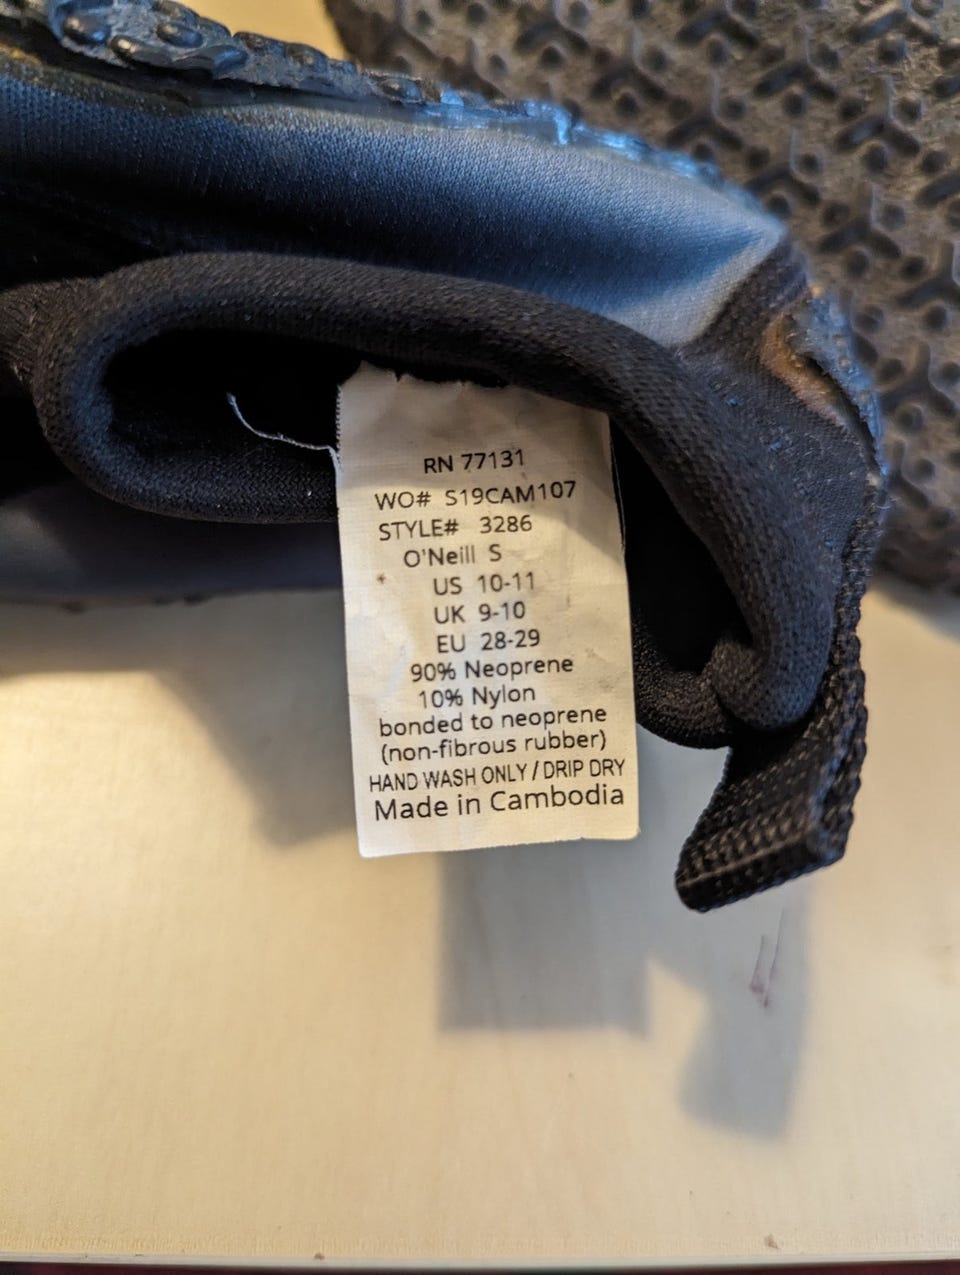 RN 77131
WO# S19CAM107
STYLE# 3286
O'Neill S
US 10-11
UK 9-10
EU 28-29
90% Neoprene
10% Nylon
bonded to neoprene
(non-fibrous rubber)
HAND WASH ONLY / DRIP DRY
Made in Cambodia